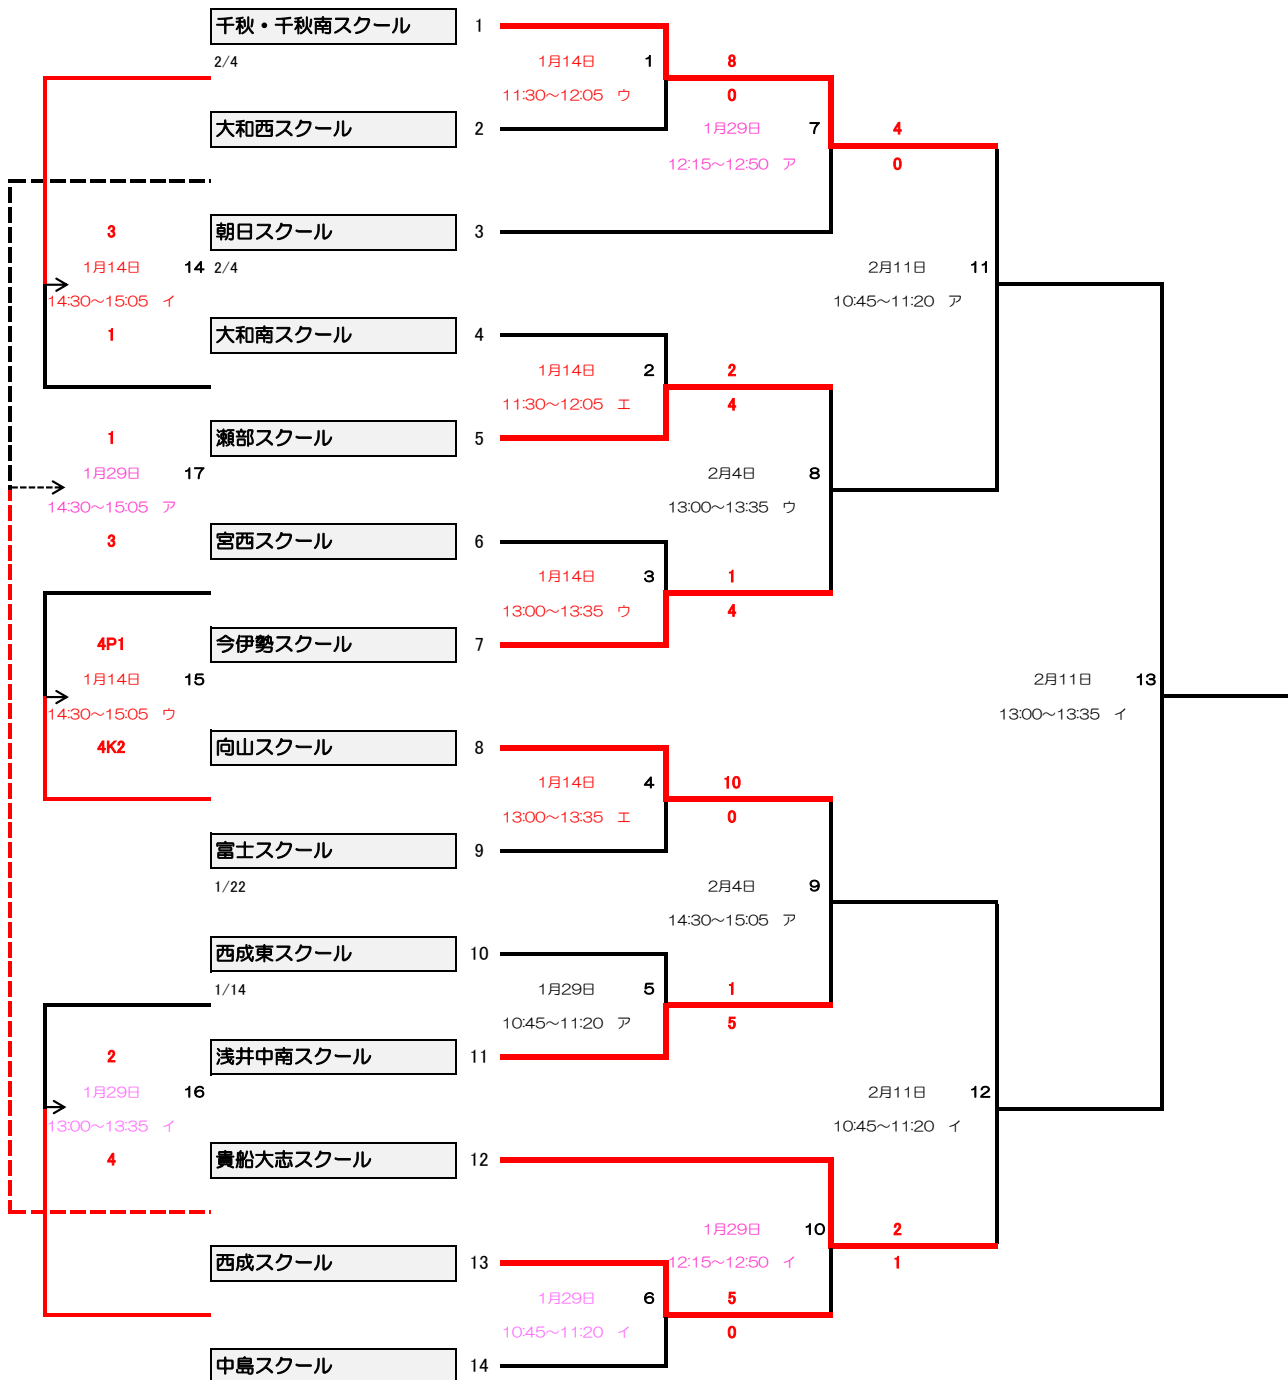 千秋・千秋南スクール 1
2/4 1月14日 1 8
11:30～12:05 ウ 0
大和西スクール 2 1月29日 7 4
12:15～12:50 ア 0
3 朝日スクール 3
1月14日 14 2/4 2月11日 11
14:30～15:05 イ 10:45～11:20 ア
1 大和南スクール 4
1月14日 2 2
11:30～12:05 エ 4
1 瀬部スクール 5
1月29日 17 2月4日 8
14:30～15:05 ア 13:00～13:35 ウ
3 宮西スクール 6
1月14日 3 1
13:00～13:35 ウ 4
4P1 今伊勢スクール 7
1月14日 15 2月11日 13
14:30～15:05 ウ 13:00～13:35 イ
4K2 向山スクール 8
1月14日 4 10
13:00～13:35 エ 0
富士スクール 9
1/22 2月4日 9
14:30～15:05 ア
西成東スクール 10
1/14 1月29日 5 1
10:45～11:20 ア 5
2 浅井中南スクール 11
1月29日 16 2月11日 12
13:00～13:35 イ 10:45～11:20 イ
4 貴船大志スクール 12
1月29日 10 2
西成スクール 13 12:15～12:50 イ 1
1月29日 6 5
10:45～11:20 イ 0
中島スクール 14